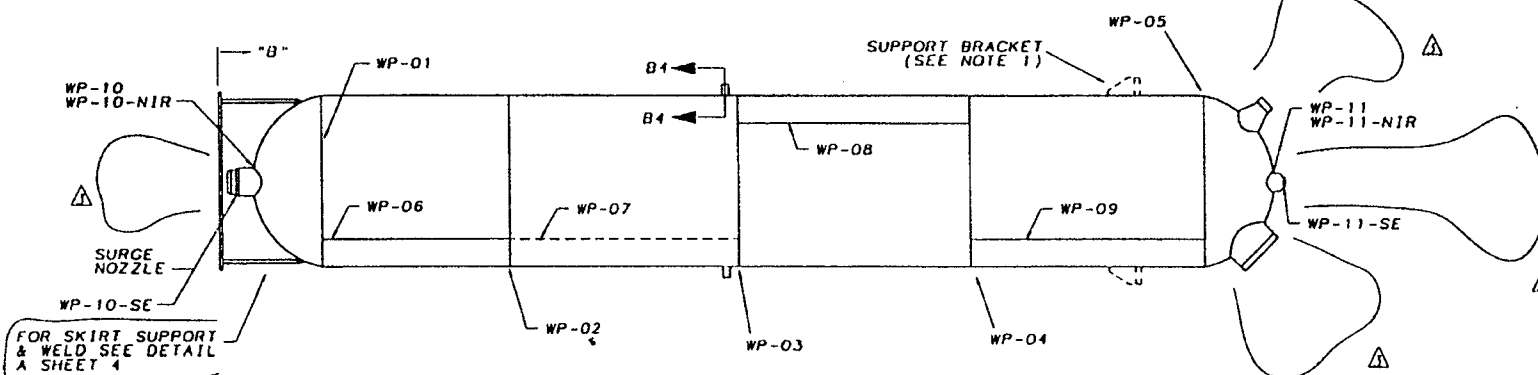 "B"
WP-01
WP-10
WP-10-NIR
B4
B4
SUPPORT BRACKET
(SEE NOTE 1)
WP-05
WP-11
WP-11-NIR
WP-08
WP-06
WP-07
WP-09
WP-11-SE
SURGE
NOZZLE
WP-10-SE
WP-02
WP-03
WP-04
FOR SKIRT SUPPORT
& WELD SEE DETAIL
A SHEET 4